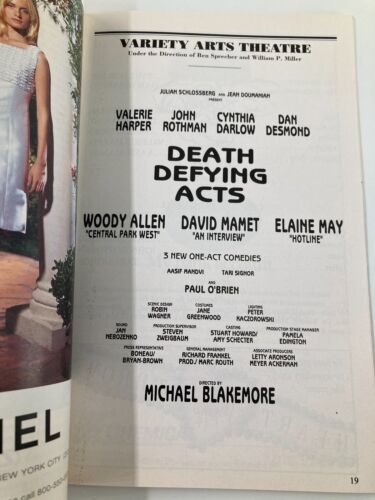 VARIETY ARTS THEATRE
Under the Direction of Ben Sprecher and William P. Miller
JULIAN SCHLOSSBERG AND JEAN DOUMANIAN
PRESENT
VALERIE HARPER JOHN ROTHMAN CYNTHIA DARLOW DAN DESMOND
DEATH
DEFYING
ACTS
WOODY ALLEN DAVID MAMET ELAINE MAY
"CENTRAL PARK WEST" "AN INTERVIEW" "HOTLINE"
3 NEW ONE-ACT COMEDIES
AASIF MANDVI TARI SIGNOR
AND
PAUL O'BRIEN
SCENIC DESIGN COSTUMES LIGHTING
ROBIN WAGNER JANE GREENWOOD PETER KACZOROWSKI
SOUND PRODUCTION SUPERVISOR CASTING PRODUCTION STAGE MANAGER
JAN NEBOZENKO STEVEN ZWEIGBAUM STUART HOWARD/ AMY SCHECTER PAMELA EDINGTON
PRESS REPRESENTATIVE GENERAL MANAGEMENT ASSOCIATE PRODUCERS
BONEAU/ BRYAN-BROWN RICHARD FRANKEL PROD./ MARC ROUTH LETTY ARONSON MEYER ACKERMAN
DIRECTED BY
MICHAEL BLAKEMORE
19
NEL
NEW YORK CITY
call 800-550-